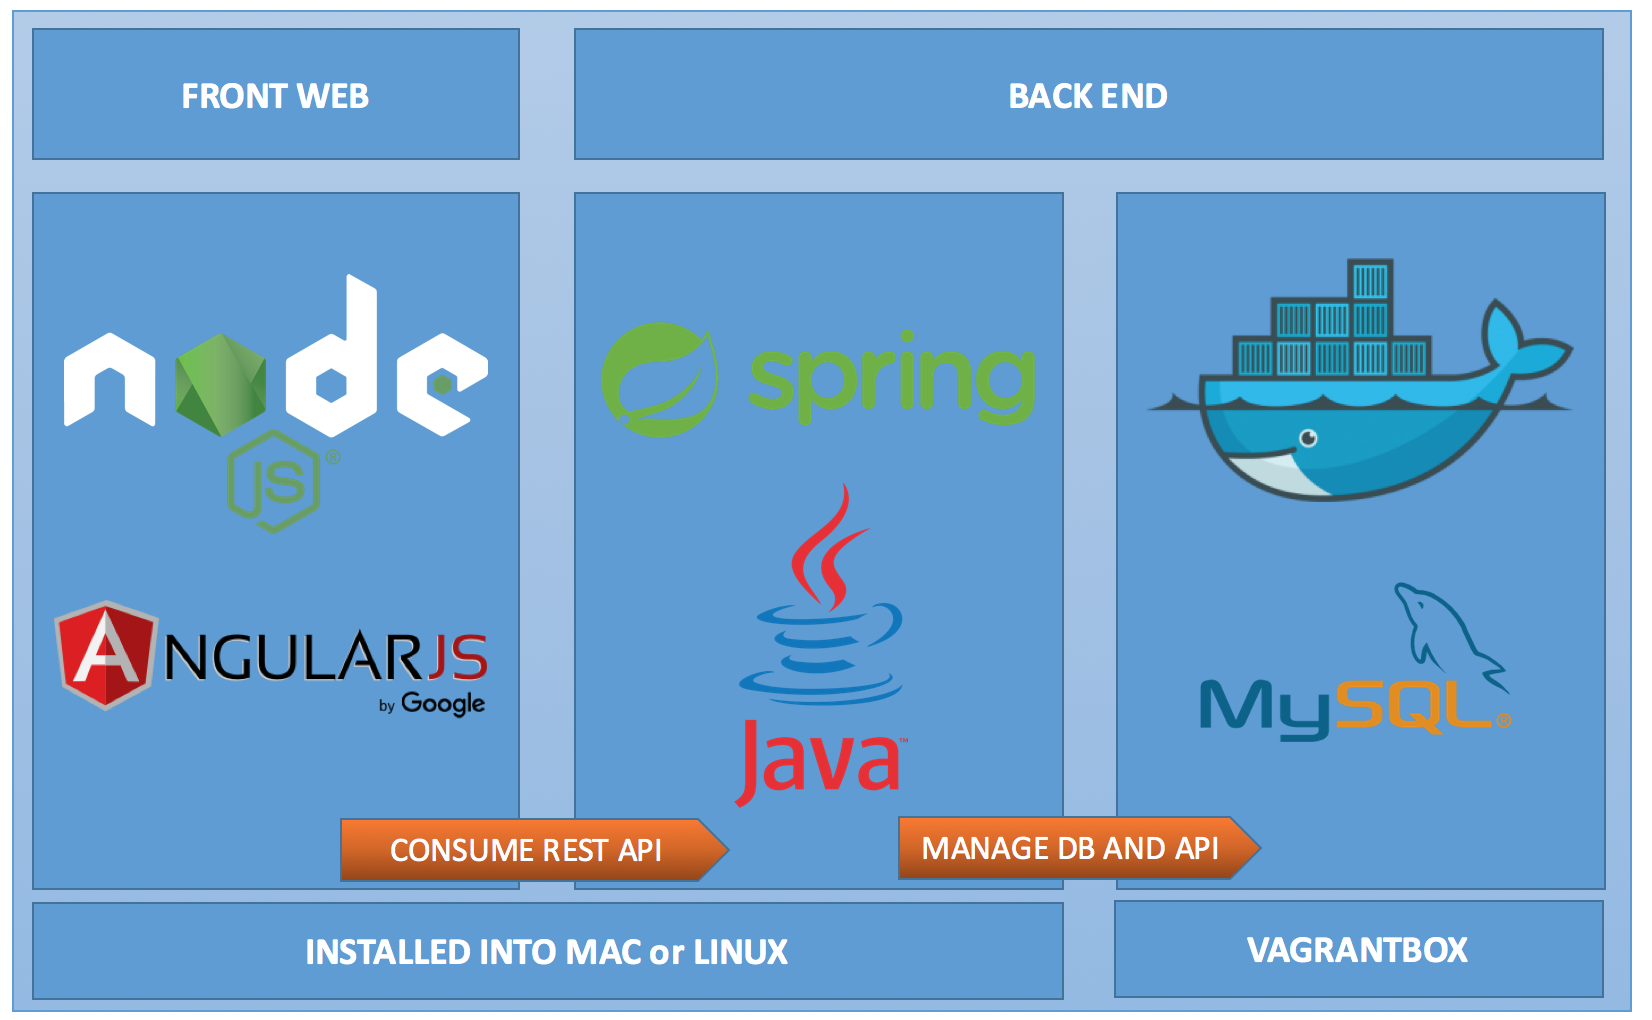 FRONT WEB
BACK END
node
JS®
ANGULARJS
by Google
spring
Java™
MySQL®
CONSUME REST API
MANAGE DB AND API
INSTALLED INTO MAC or LINUX
VAGRANTBOX